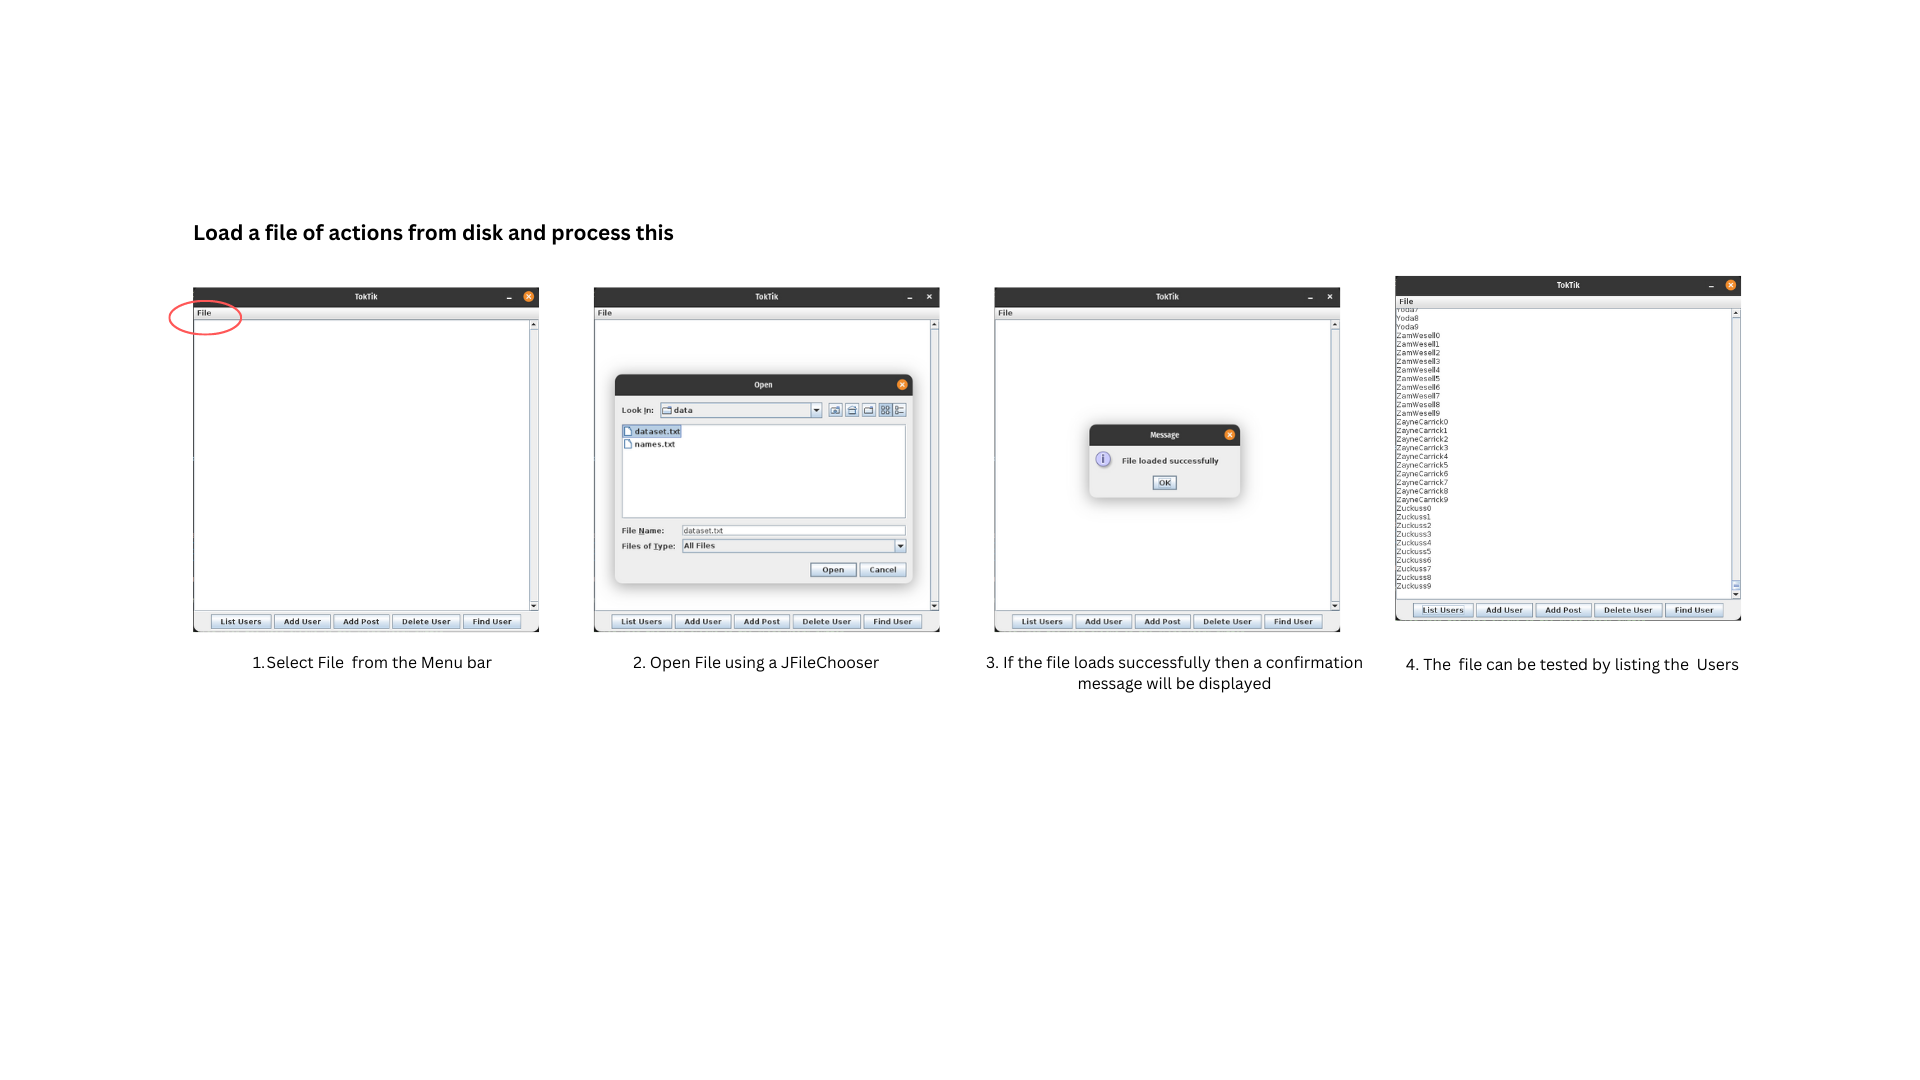 Load a file of actions from disk and process this
TokTik
File
List Users Add User Add Post Delete User Find User
1.Select File from the Menu bar
TokTik
File
Open
Look In: data
dataset.txt
names.txt
File Name: dataset.txt
Files of Type: All Files
Open Cancel
List Users Add User Add Post Delete User Find User
2. Open File using a JFileChooser
TokTik
File
Message
File loaded successfully
OK
List Users Add User Add Post Delete User Find User
3. If the file loads successfully then a confirmation
message will be displayed
TokTik
File
Yoda7
Yoda8
Yoda9
ZamWesell0
ZamWesell1
ZamWesell2
ZamWesell3
ZamWesell4
ZamWesell5
ZamWesell6
ZamWesell7
ZamWesell8
ZamWesell9
ZayneCarrick0
ZayneCarrick1
ZayneCarrick2
ZayneCarrick3
ZayneCarrick4
ZayneCarrick5
ZayneCarrick6
ZayneCarrick7
ZayneCarrick8
ZayneCarrick9
Zuckuss0
Zuckuss1
Zuckuss2
Zuckuss3
Zuckuss4
Zuckuss5
Zuckuss6
Zuckuss7
Zuckuss8
Zuckuss9
List Users Add User Add Post Delete User Find User
4. The file can be tested by listing the Users